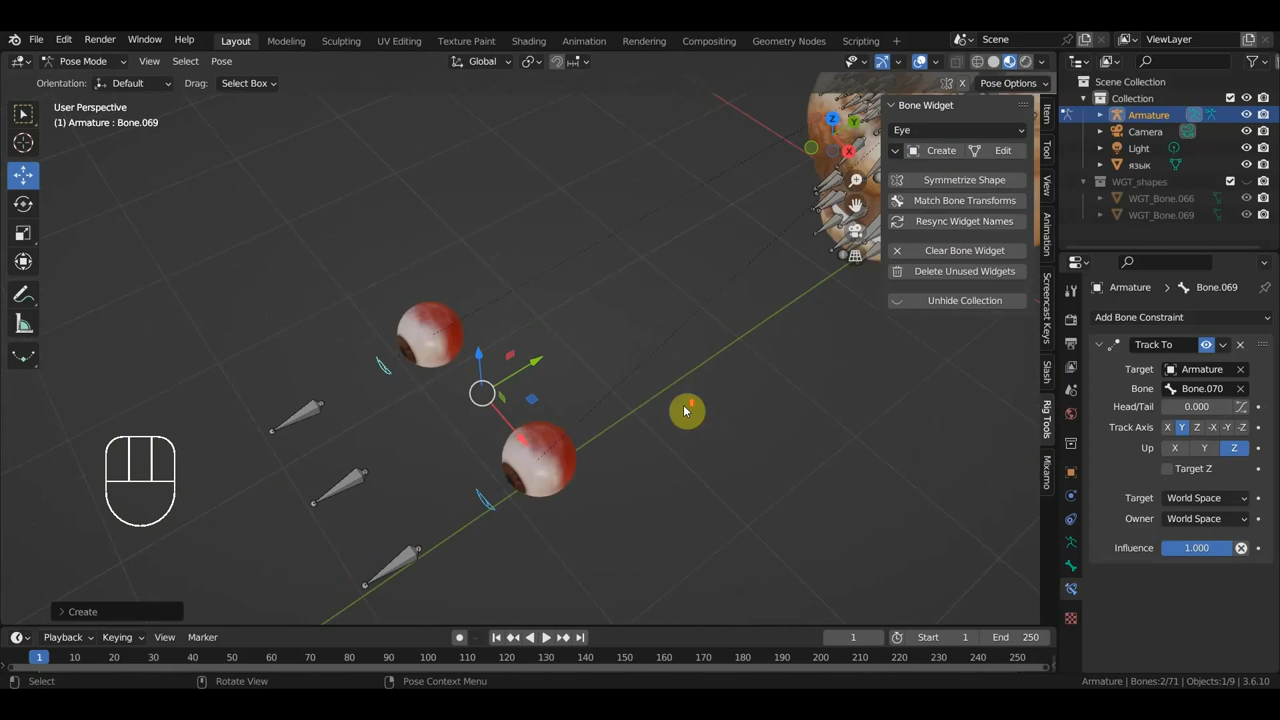 File Edit Render Window Help Layout Modeling Sculpting UV Editing Texture Paint Shading Animation Rendering Compositing Geometry Nodes Scripting + Scene ViewLayer
Pose Mode View Select Pose Global
Orientation: Default Drag: Select Box X Pose Options
User Perspective
(1) Armature : Bone.069
Bone Widget
Eye
Create Edit
Symmetrize Shape
Match Bone Transforms
Resync Widget Names
Clear Bone Widget
Delete Unused Widgets
Unhide Collection
Z
Y
X
Item
Tool
View
Animation
Screencast Keys
Slash
Rig Tools
Mixamo
Scene Collection
Collection
Armature
Camera
Light
язык
WGT_shapes
WGT_Bone.066
WGT_Bone.069
Armature Bone.069
Add Bone Constraint
Track To
Target Armature
Bone Bone.070
Head/Tail 0.000
Track Axis X Y Z -X -Y -Z
Up X Y Z
Target Z
Target World Space
Owner World Space
Influence 1.000
Create
Playback Keying View Marker 1 Start 1 End 250
1 10 20 30 40 50 60 70 80 90 100 110 120 130 140 150 160 170 180 190 200 210 220 230 240 250
Select Rotate View Pose Context Menu Armature | Bones:2/71 | Objects:1/9 | 3.6.10